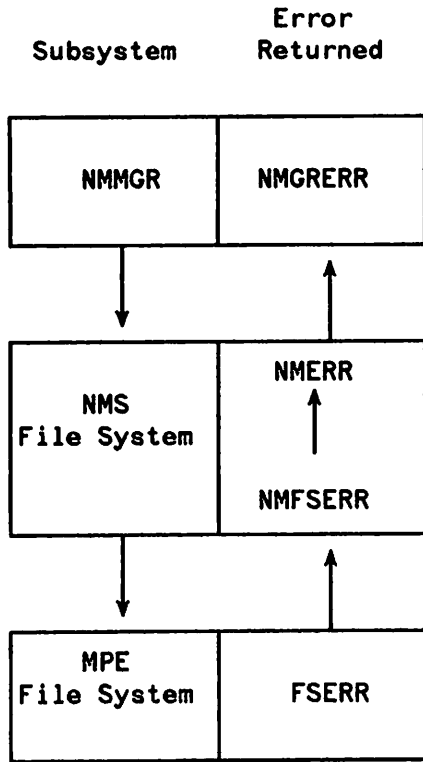 Subsystem
Error
Returned
NMMGR
NMGRERR
NMS
File System
NMERR
NMFSERR
MPE
File System
FSERR